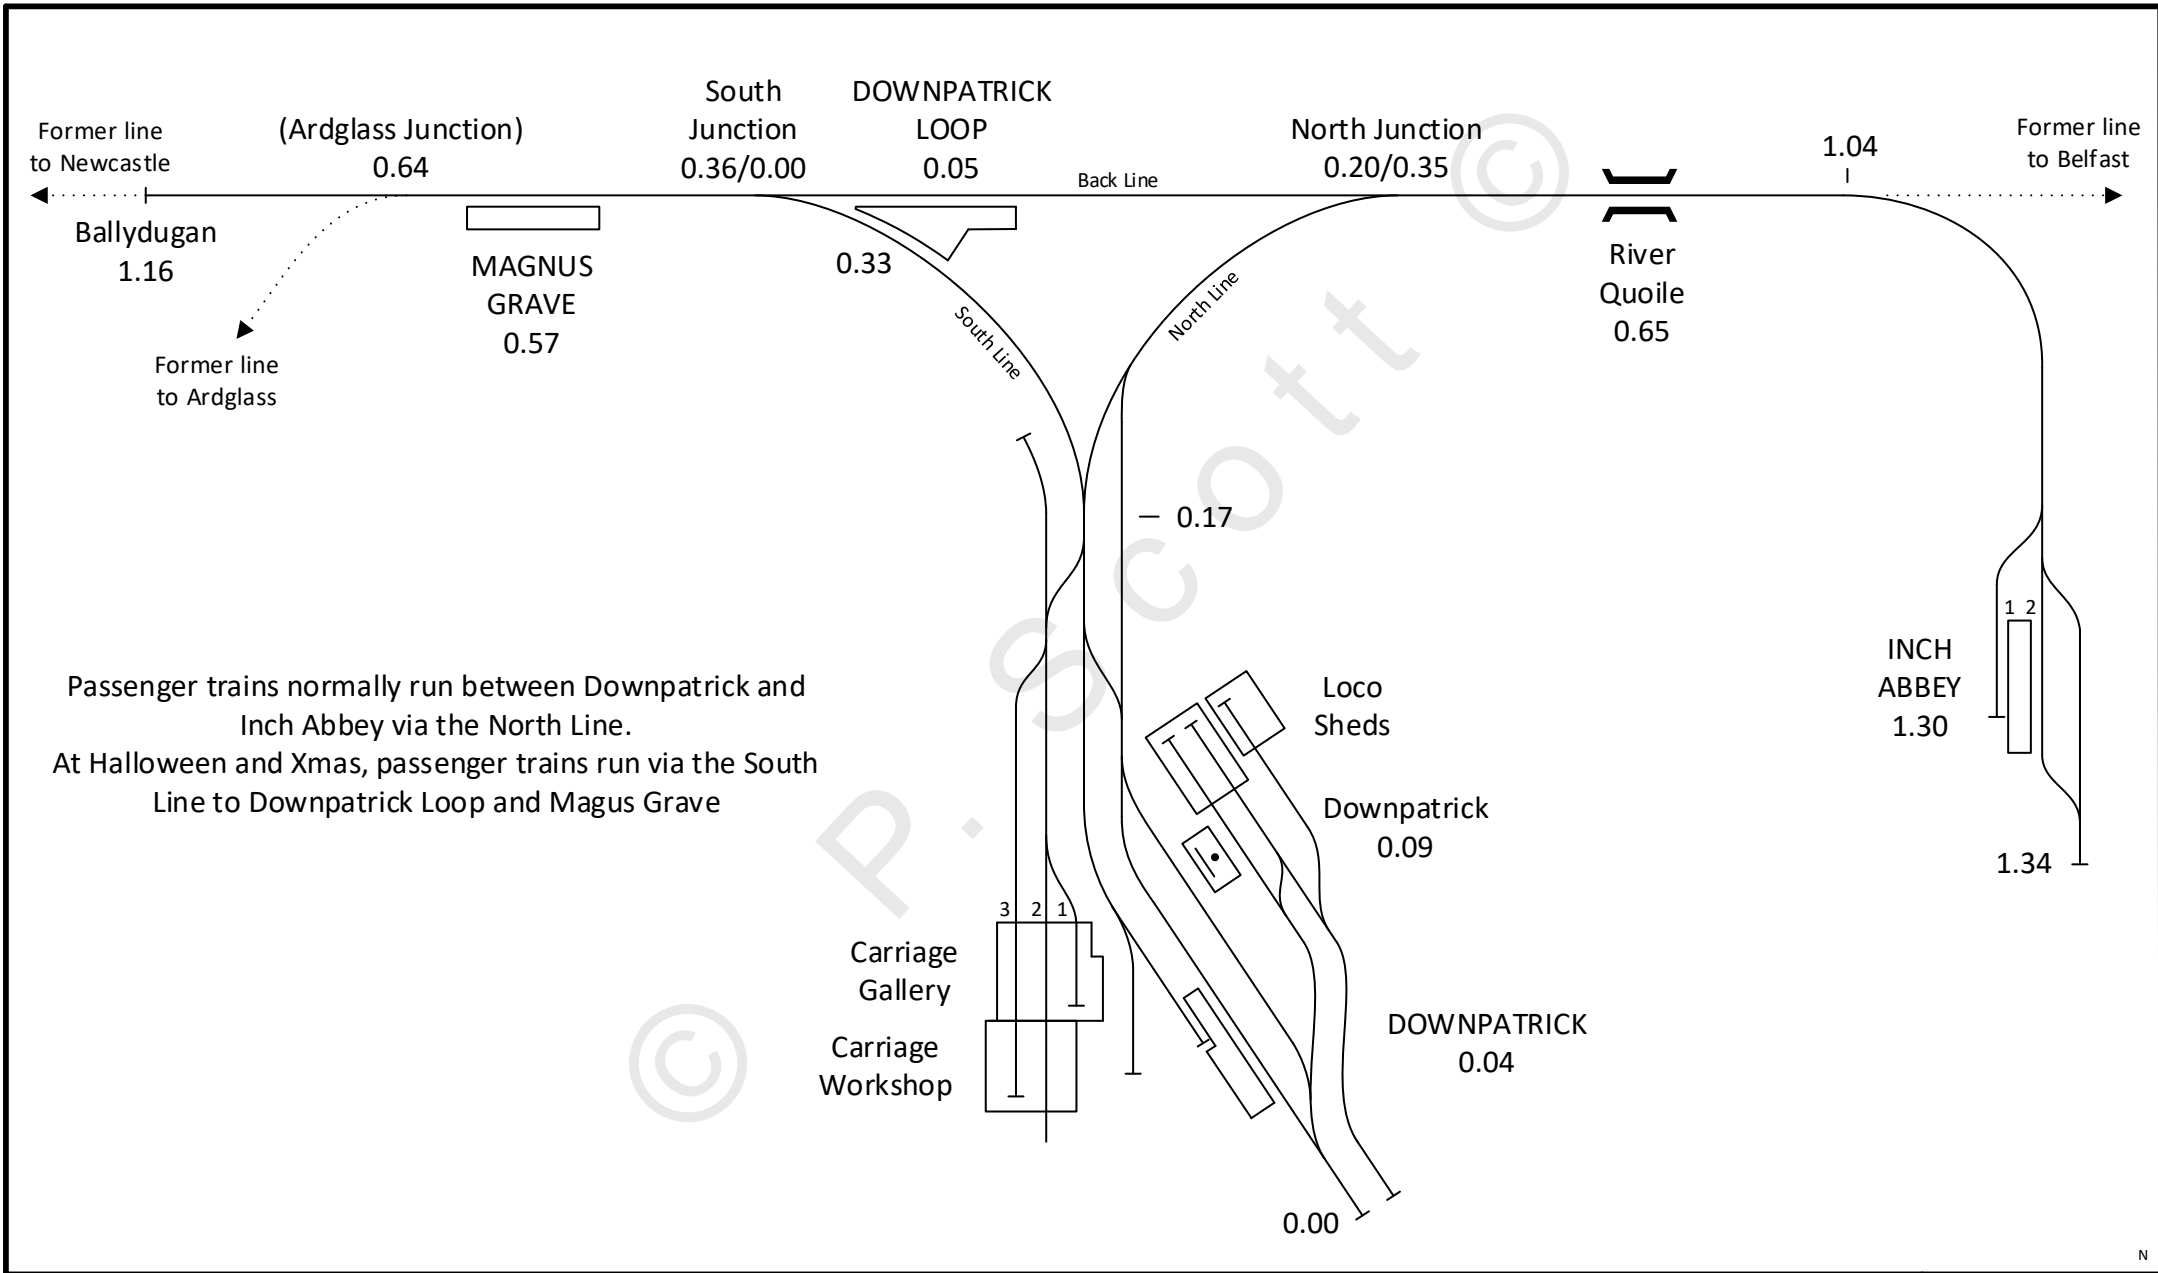 South
DOWNPATRICK
Former line
to Newcastle
(Ardglass Junction)
0.64
Junction
0.36/0.00
LOOP
0.05
Back Line
North Junction
0.20/0.35
1.04
Former line
to Belfast
Ballydugan
1.16
MAGNUS
GRAVE
0.57
0.33
South Line
North Line
River
Quoile
0.65
Former line
to Ardglass
0.17
Passenger trains normally run between Downpatrick and
Inch Abbey via the North Line.
At Halloween and Xmas, passenger trains run via the South
Line to Downpatrick Loop and Magus Grave
Loco
Sheds
Downpatrick
0.09
1 2
INCH
ABBEY
1.30
1.34
3 2 1
Carriage
Gallery
Carriage
Workshop
DOWNPATRICK
0.04
0.00
N
© P. Scott ©